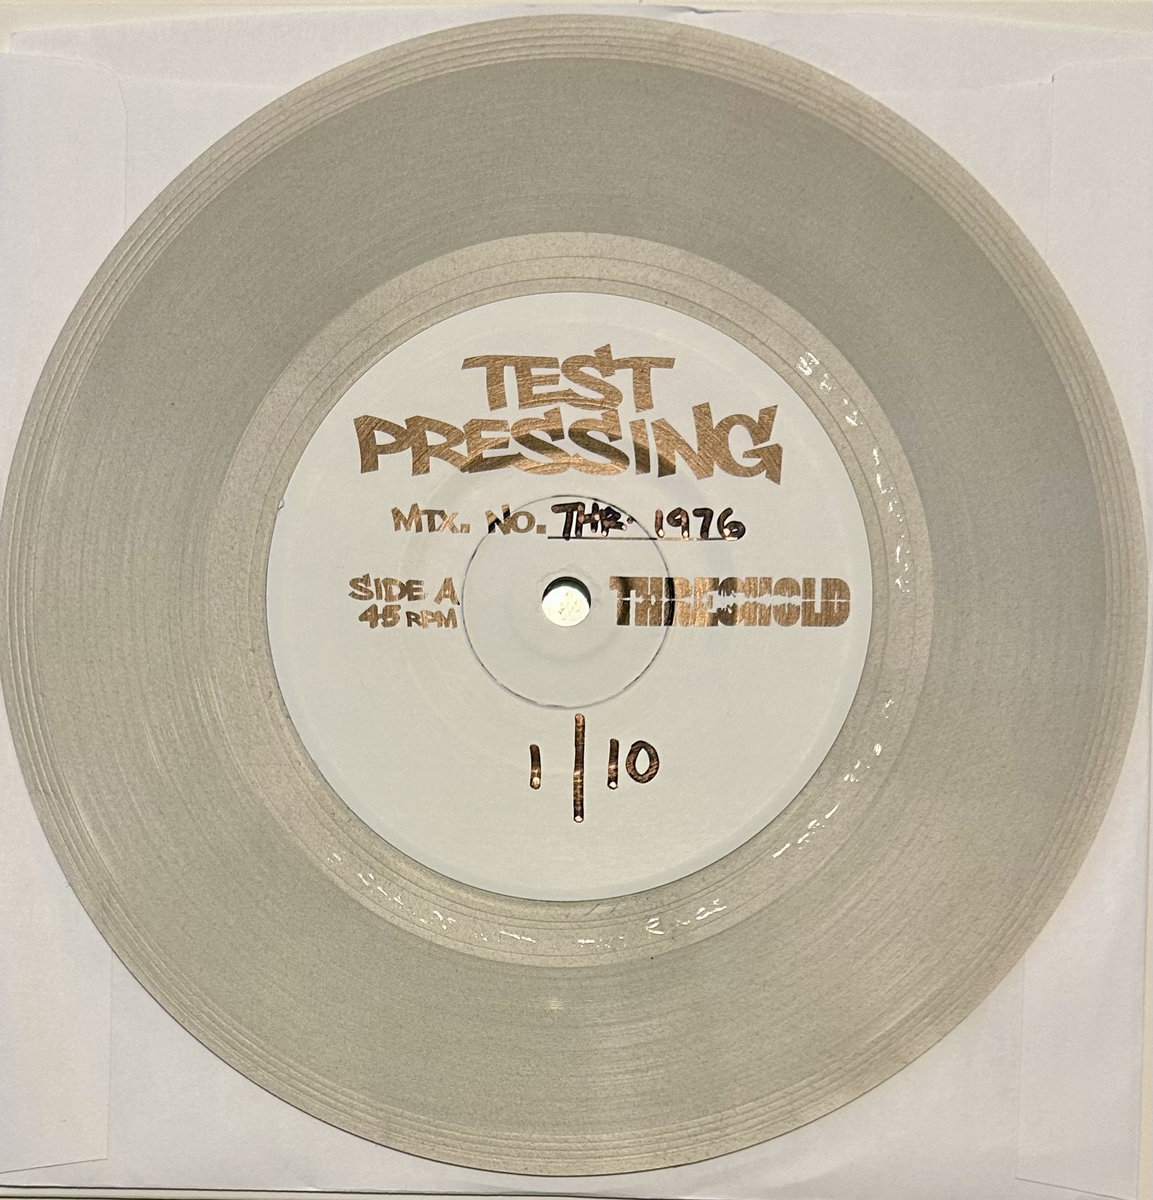 TEST
PRESSING
MTX. NO. THR. 1976
SIDE A
45 RPM
THRESHOLD
1/10